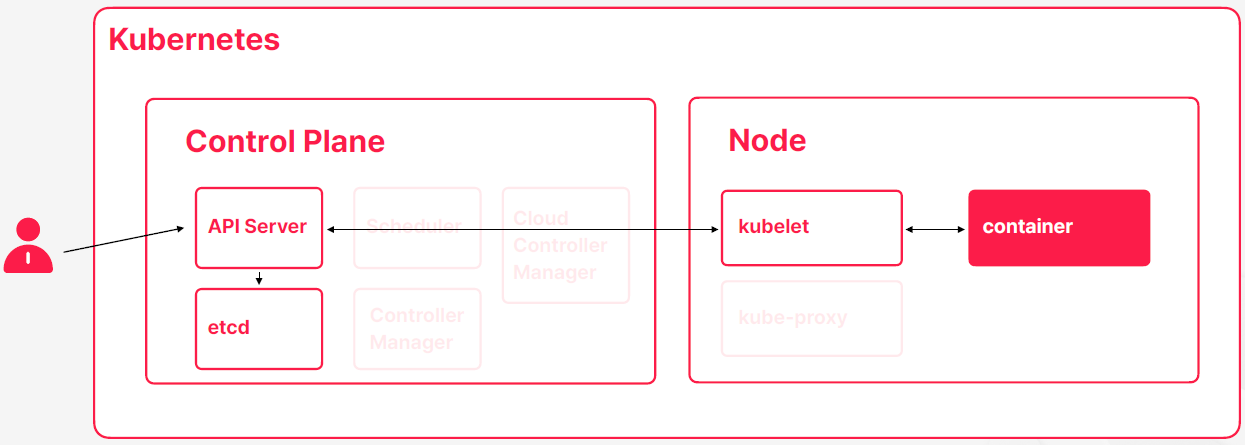 Kubernetes
Control Plane
Node
API Server
Scheduler
Cloud
Controller
Manager
kubelet
container
etcd
Controller
Manager
kube-proxy